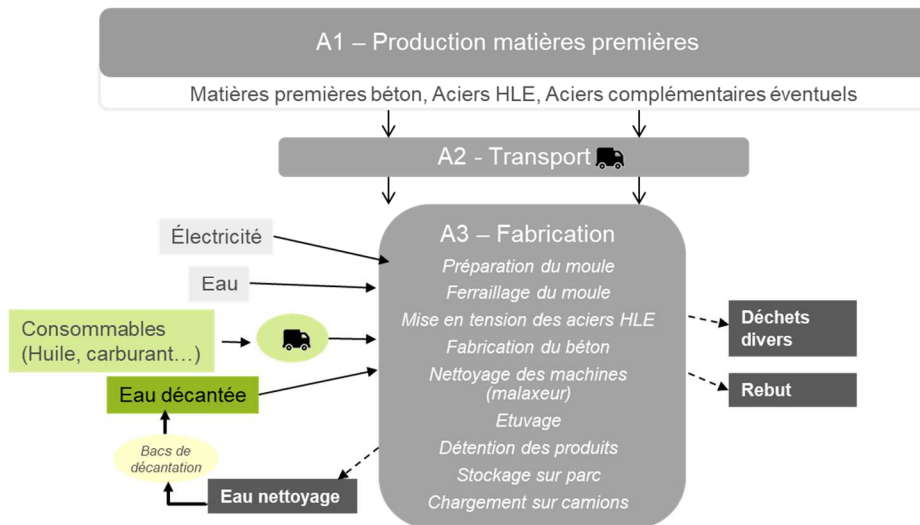 A1 – Production matières premières
Matières premières béton, Aciers HLE, Aciers complémentaires éventuels
A2 - Transport
A3 – Fabrication
Préparation du moule
Ferraillage du moule
Mise en tension des aciers HLE
Fabrication du béton
Nettoyage des machines
(malaxeur)
Etuvage
Détention des produits
Stockage sur parc
Chargement sur camions
Électricité
Eau
Consommables
(Huile, carburant…)
Eau décantée
Bacs de
décantation
Eau nettoyage
Déchets
divers
Rebut